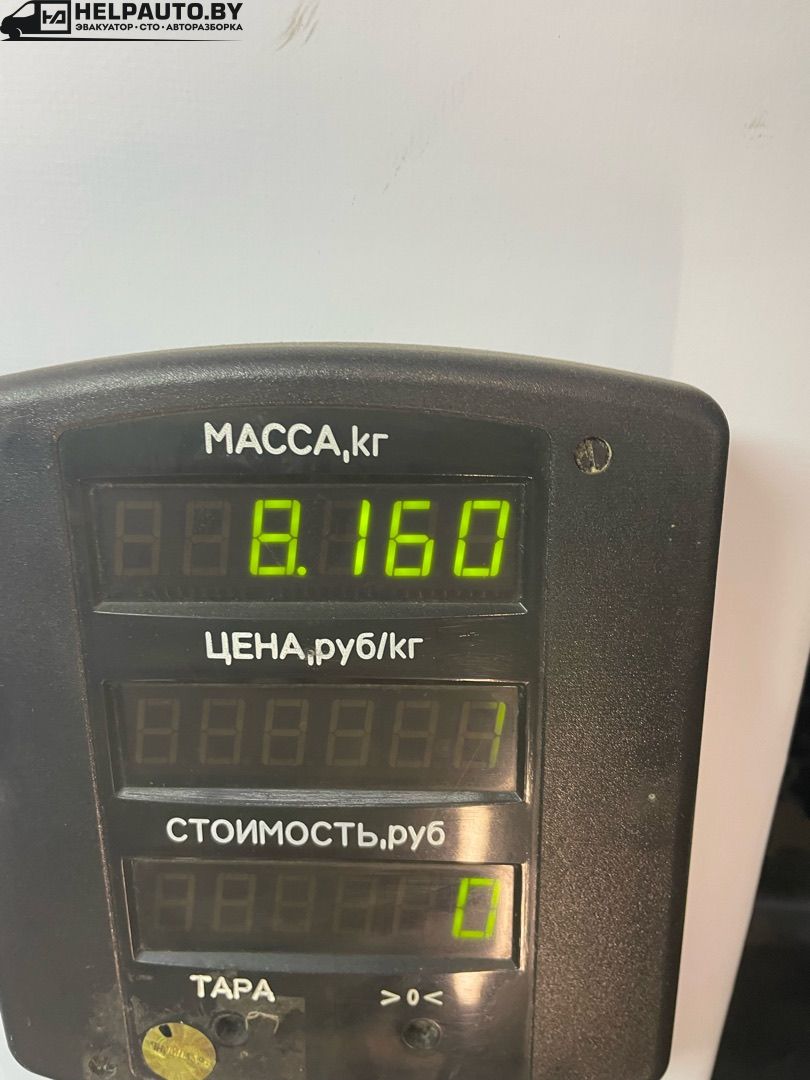 HELPAUTO.BY
ЭВАКУАТОР • СТО • АВТОРАЗБОРКА
МАССА,кг
8.160
ЦЕНА,руб/кг
1
СТОИМОСТЬ,руб
0
ТАРА >0<